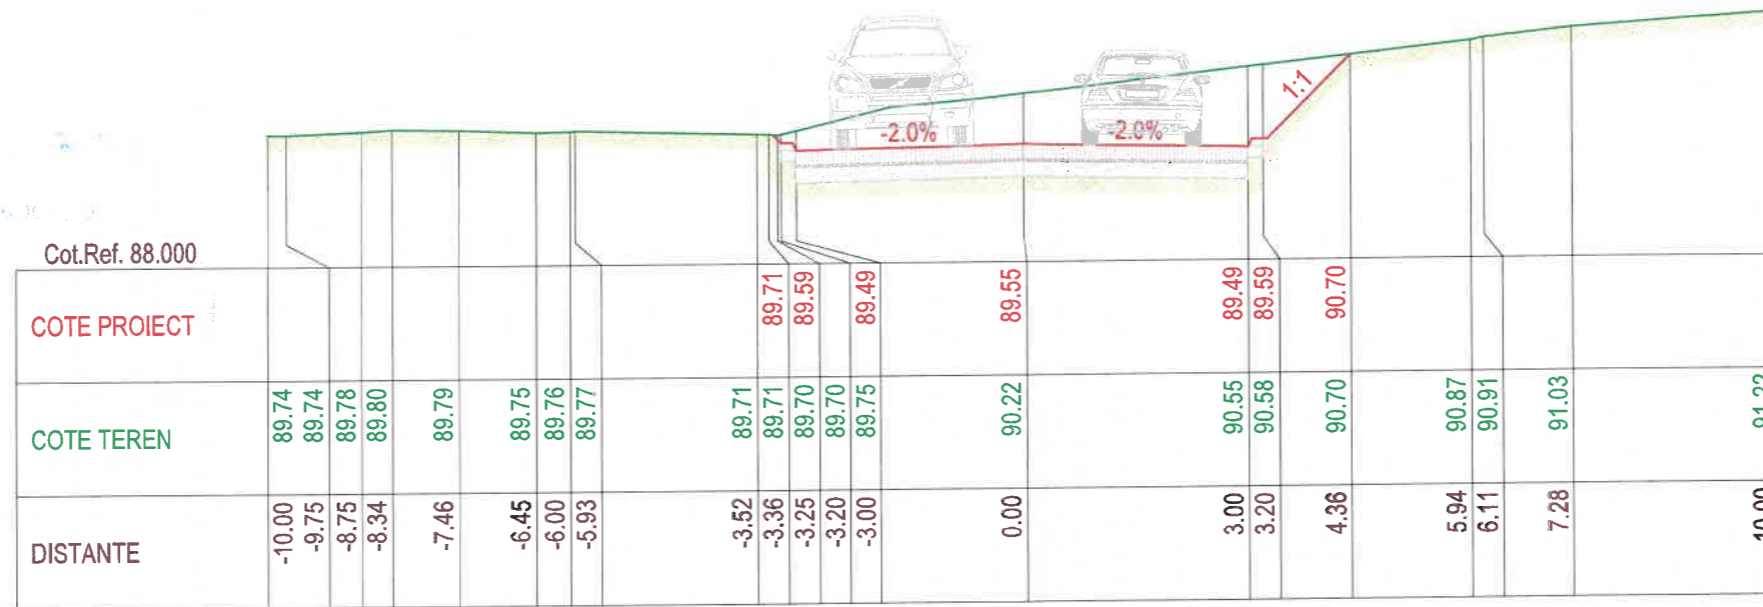 1:1
-2.0% -2.0%
Cot.Ref. 88.000
COTE PROIECT 89.71 89.59 89.49 89.55 89.49 89.59 90.70
COTE TEREN 89.74 89.74 89.78 89.80 89.79 89.75 89.76 89.77 89.71 89.71 89.70 89.70 89.75 90.22 90.55 90.58 90.70 90.87 90.91 91.03
DISTANTE -10.00 -9.75 -8.75 -8.34 -7.46 -6.45 -6.00 -5.93 -3.52 -3.36 -3.25 -3.20 -3.00 0.00 3.00 3.20 4.36 5.94 6.11 7.28 10.00